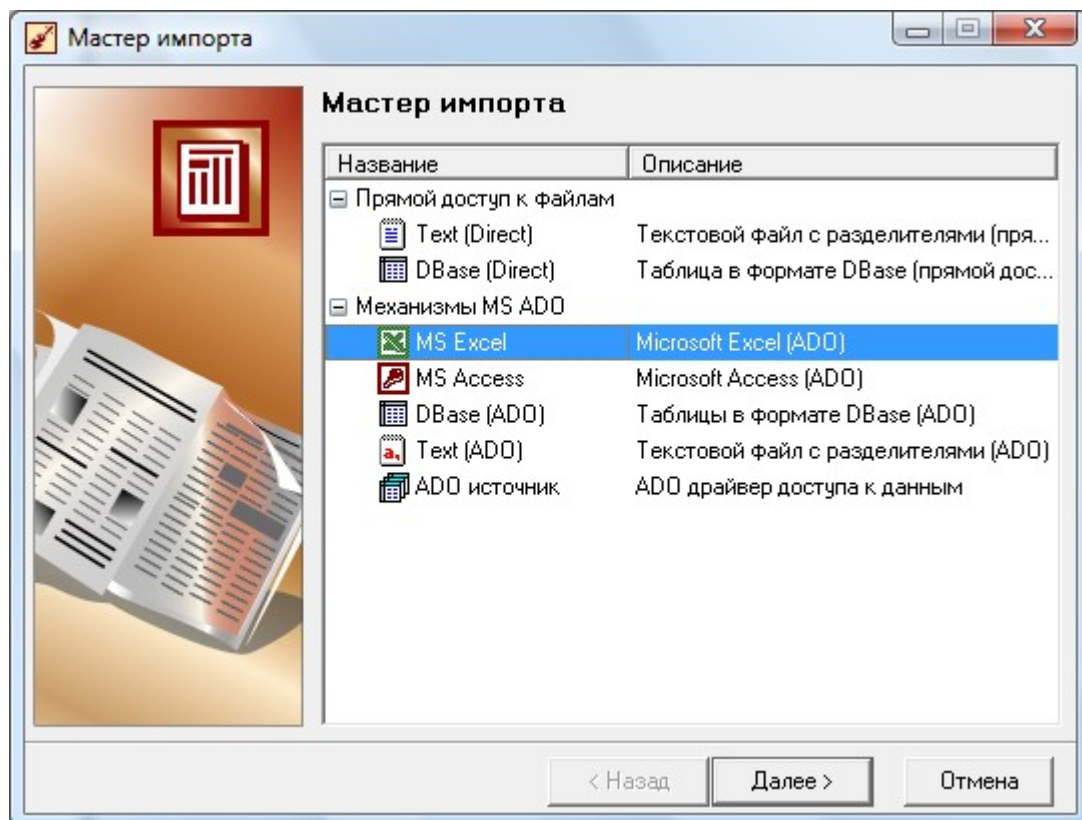 Мастер импорта
Мастер импорта
Название Описание
Прямой доступ к файлам
Text (Direct) Текстовой файл с разделителями (пря...
DBase (Direct) Таблица в формате DBase (прямой дос...
Механизмы MS ADO
MS Excel Microsoft Excel (ADO)
MS Access Microsoft Access (ADO)
DBase (ADO) Таблицы в формате DBase (ADO)
Text (ADO) Текстовой файл с разделителями (ADO)
ADO источник ADO драйвер доступа к данным
< Назад Далее > Отмена